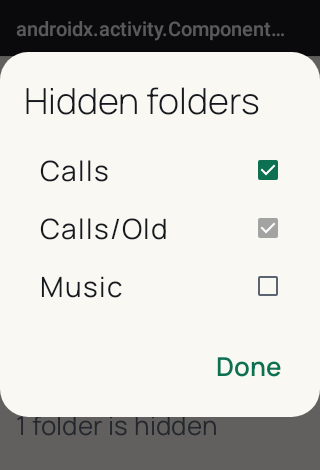 androidx.activity.Component…
Hidden folders
Calls
Calls/Old
Music
Done
1 folder is hidden